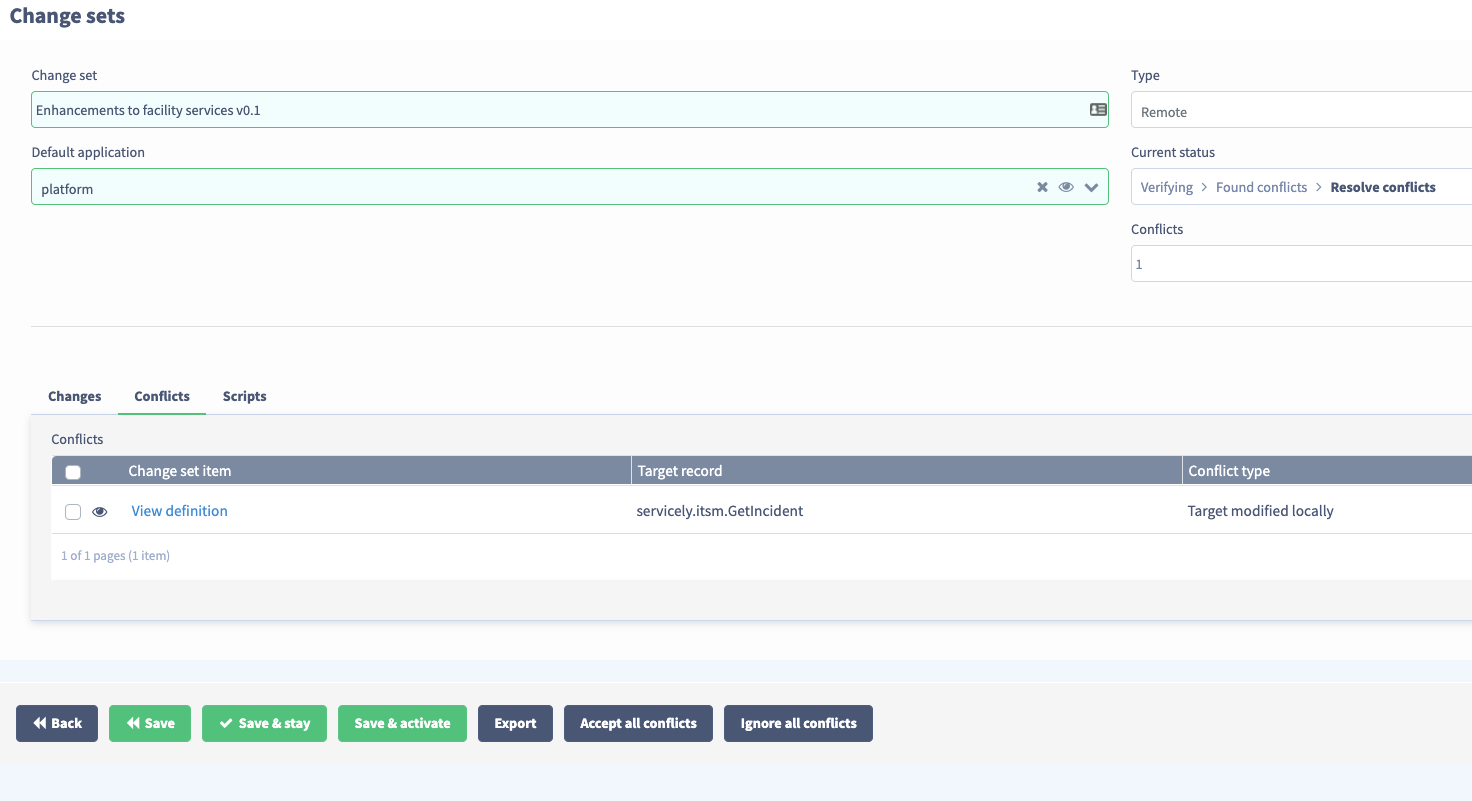 Change sets
Change set
Type
Enhancements to facility services v0.1
Remote
Default application
Current status
platform
Verifying > Found conflicts > Resolve conflicts
Conflicts
1
Changes Conflicts Scripts
Conflicts
Change set item Target record Conflict type
View definition servicely.itsm.GetIncident Target modified locally
1 of 1 pages (1 item)
Back Save Save & stay Save & activate Export Accept all conflicts Ignore all conflicts